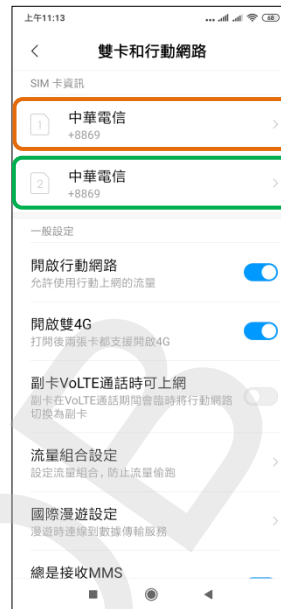 上午11:13
68
雙卡和行動網路
SIM 卡資訊
1
中華電信
+8869
2
中華電信
+8869
一般設定
開啟行動網路
允許使用行動上網的流量
開啟雙4G
打開後兩張卡都支援開啟4G
副卡VoLTE通話時可上網
副卡在VoLTE通話期間會臨時將行動網路
切換為副卡
流量組合設定
設定流量組合，防止流量偷跑
國際漫遊設定
漫遊時連線到數據傳輸服務
總是接收MMS